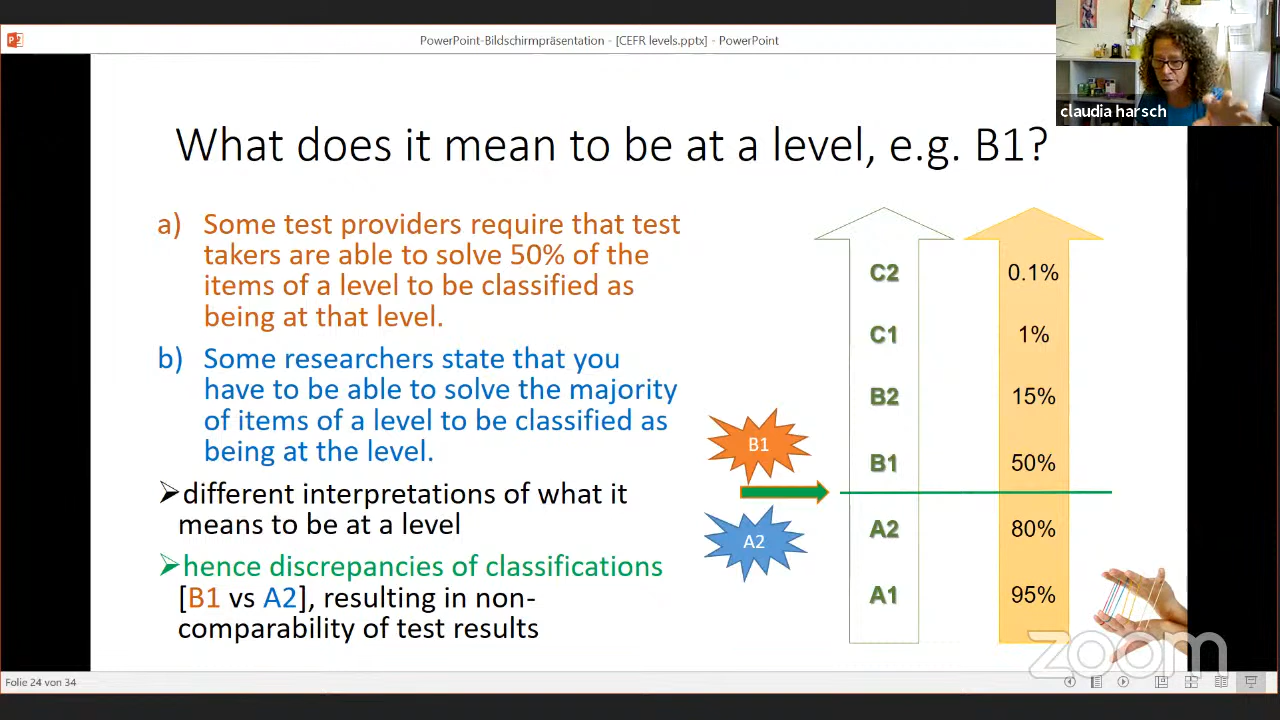 PowerPoint-Bildschirmpräsentation - [CEFR levels.pptx] - PowerPoint
claudia harsch
What does it mean to be at a level, e.g. B1?
a) Some test providers require that test
takers are able to solve 50% of the
items of a level to be classified as
being at that level.
b) Some researchers state that you
have to be able to solve the majority
of items of a level to be classified as
being at the level.
➢different interpretations of what it
means to be at a level
➢hence discrepancies of classifications
[B1 vs A2], resulting in non-
comparability of test results
B1
A2
C2 0.1%
C1 1%
B2 15%
B1 50%
A2 80%
A1 95%
zoom
Folie 24 von 34